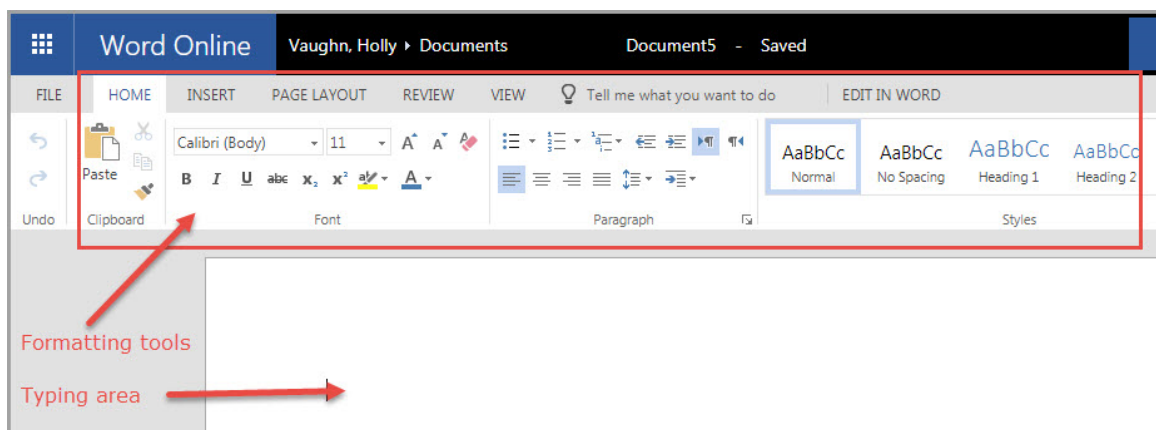 Word Online Vaughn, Holly ▸ Documents Document5 - Saved
FILE HOME INSERT PAGE LAYOUT REVIEW VIEW Tell me what you want to do EDIT IN WORD
Calibri (Body) 11 A A A
Paste AaBbCc AaBbCc AaBbCc AaBbCc
B I U abc x₂ x² ab A Normal No Spacing Heading 1 Heading 2
Undo Clipboard Font Paragraph Styles
Formatting tools
Typing area